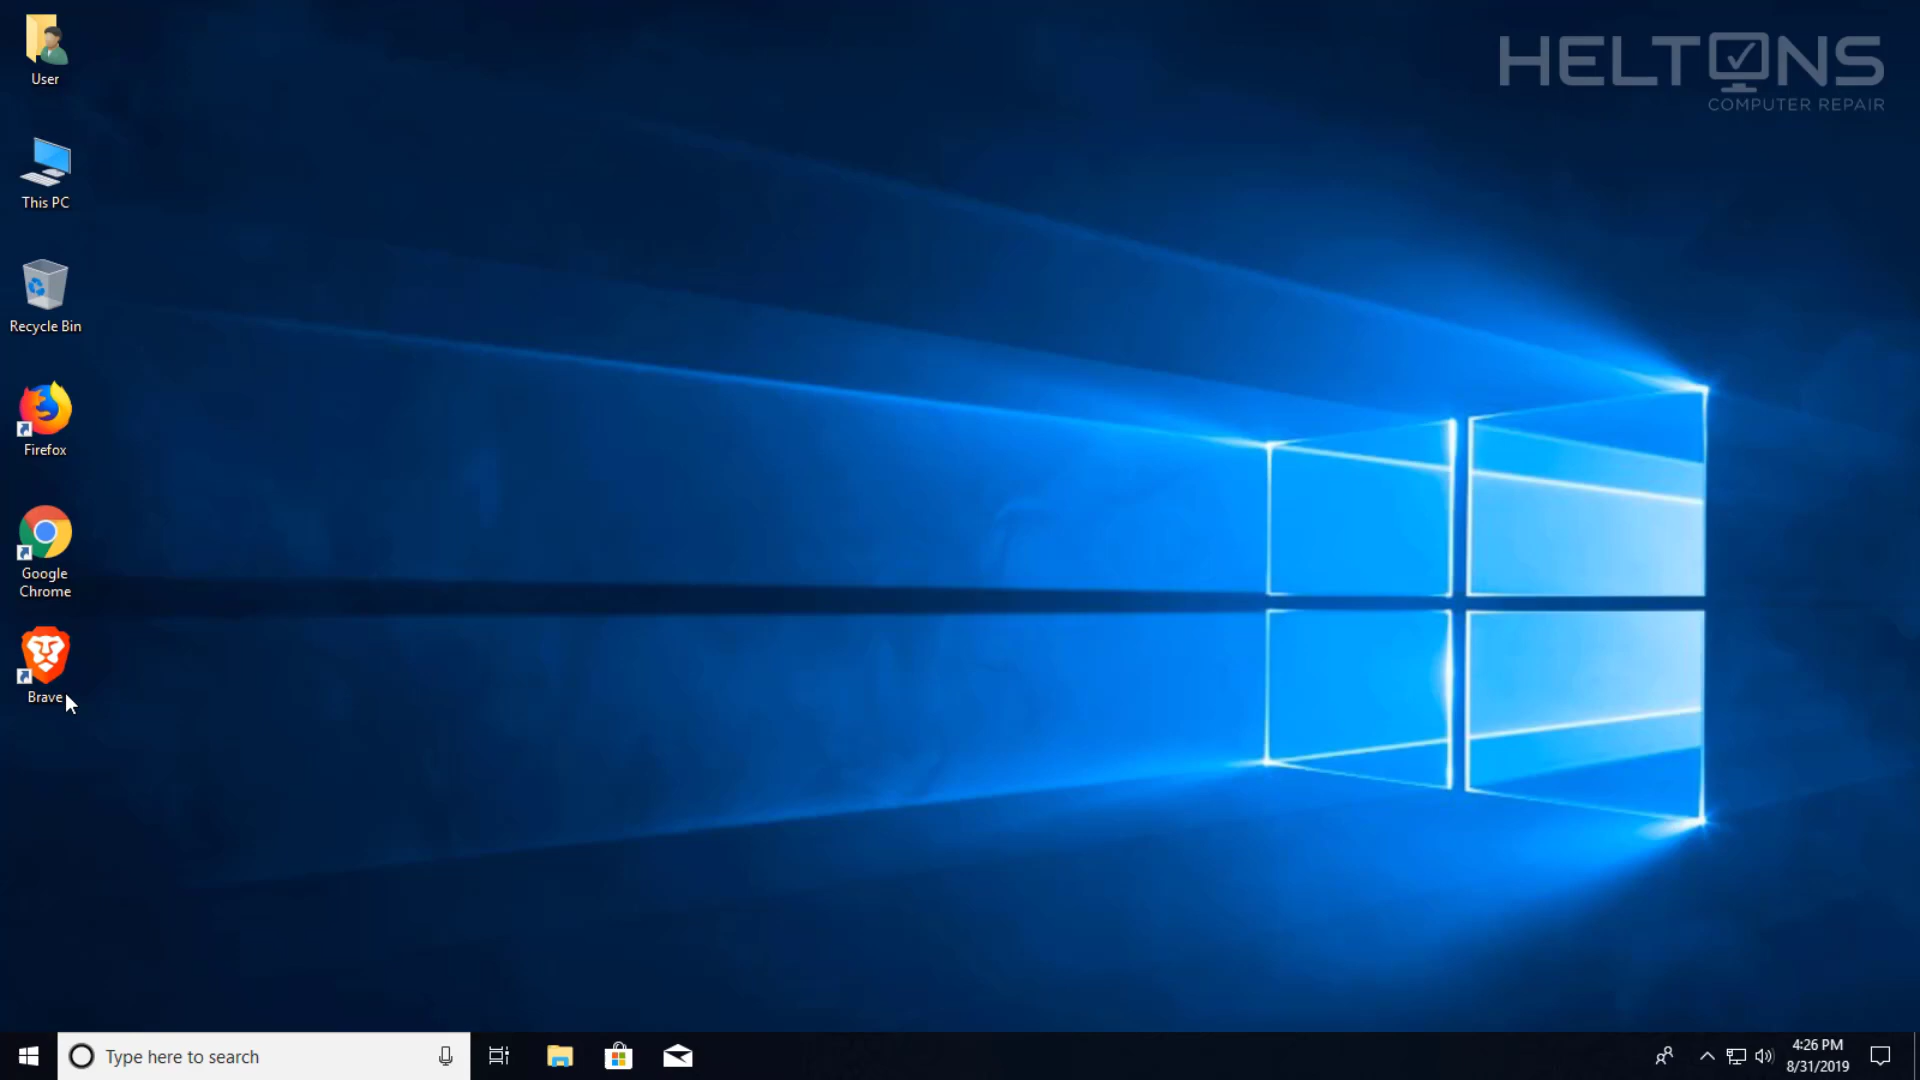 User
This PC
Recycle Bin
Firefox
Google
Chrome
Brave
HELTONS
COMPUTER REPAIR
Type here to search
4:26 PM
8/31/2019